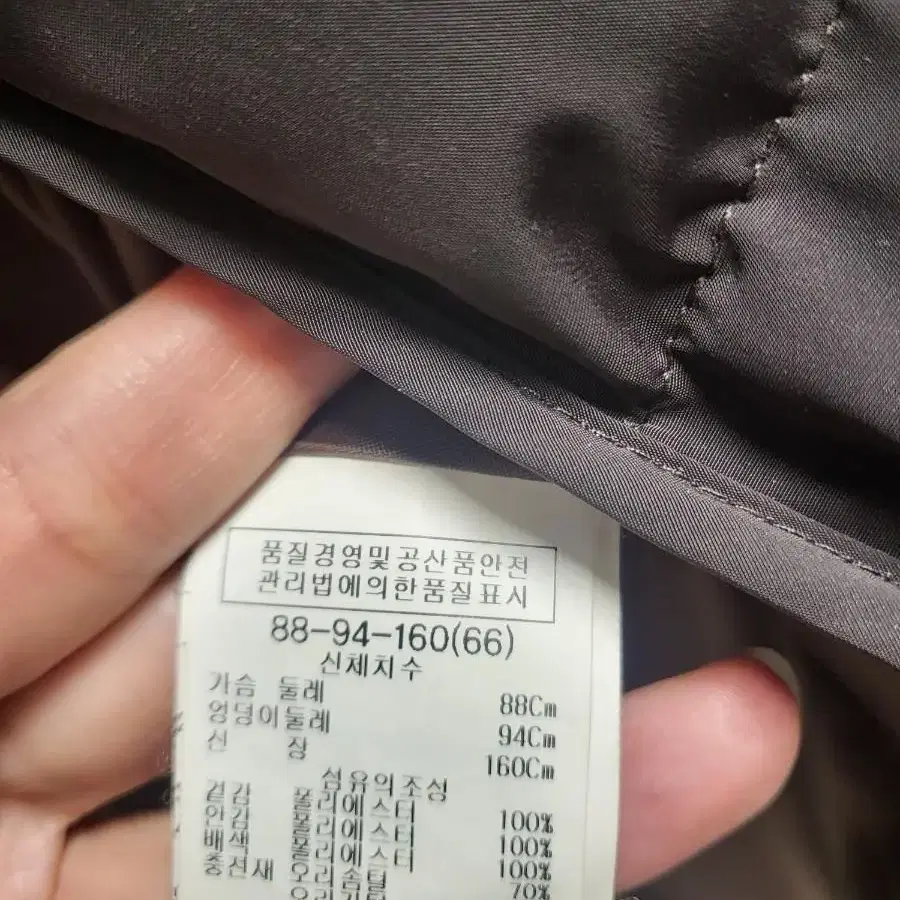 품질경영및공산품안전
관리법에의한품질표시
88-94-160(66)
신체치수
가슴 둘레 88Cm
엉덩이둘레 94Cm
신 장 160Cm
섬유의조성
겉감 폴리에스터 100%
안감 폴리에스터 100%
배색 폴리에스터 100%
충전재 오리솜털 70%